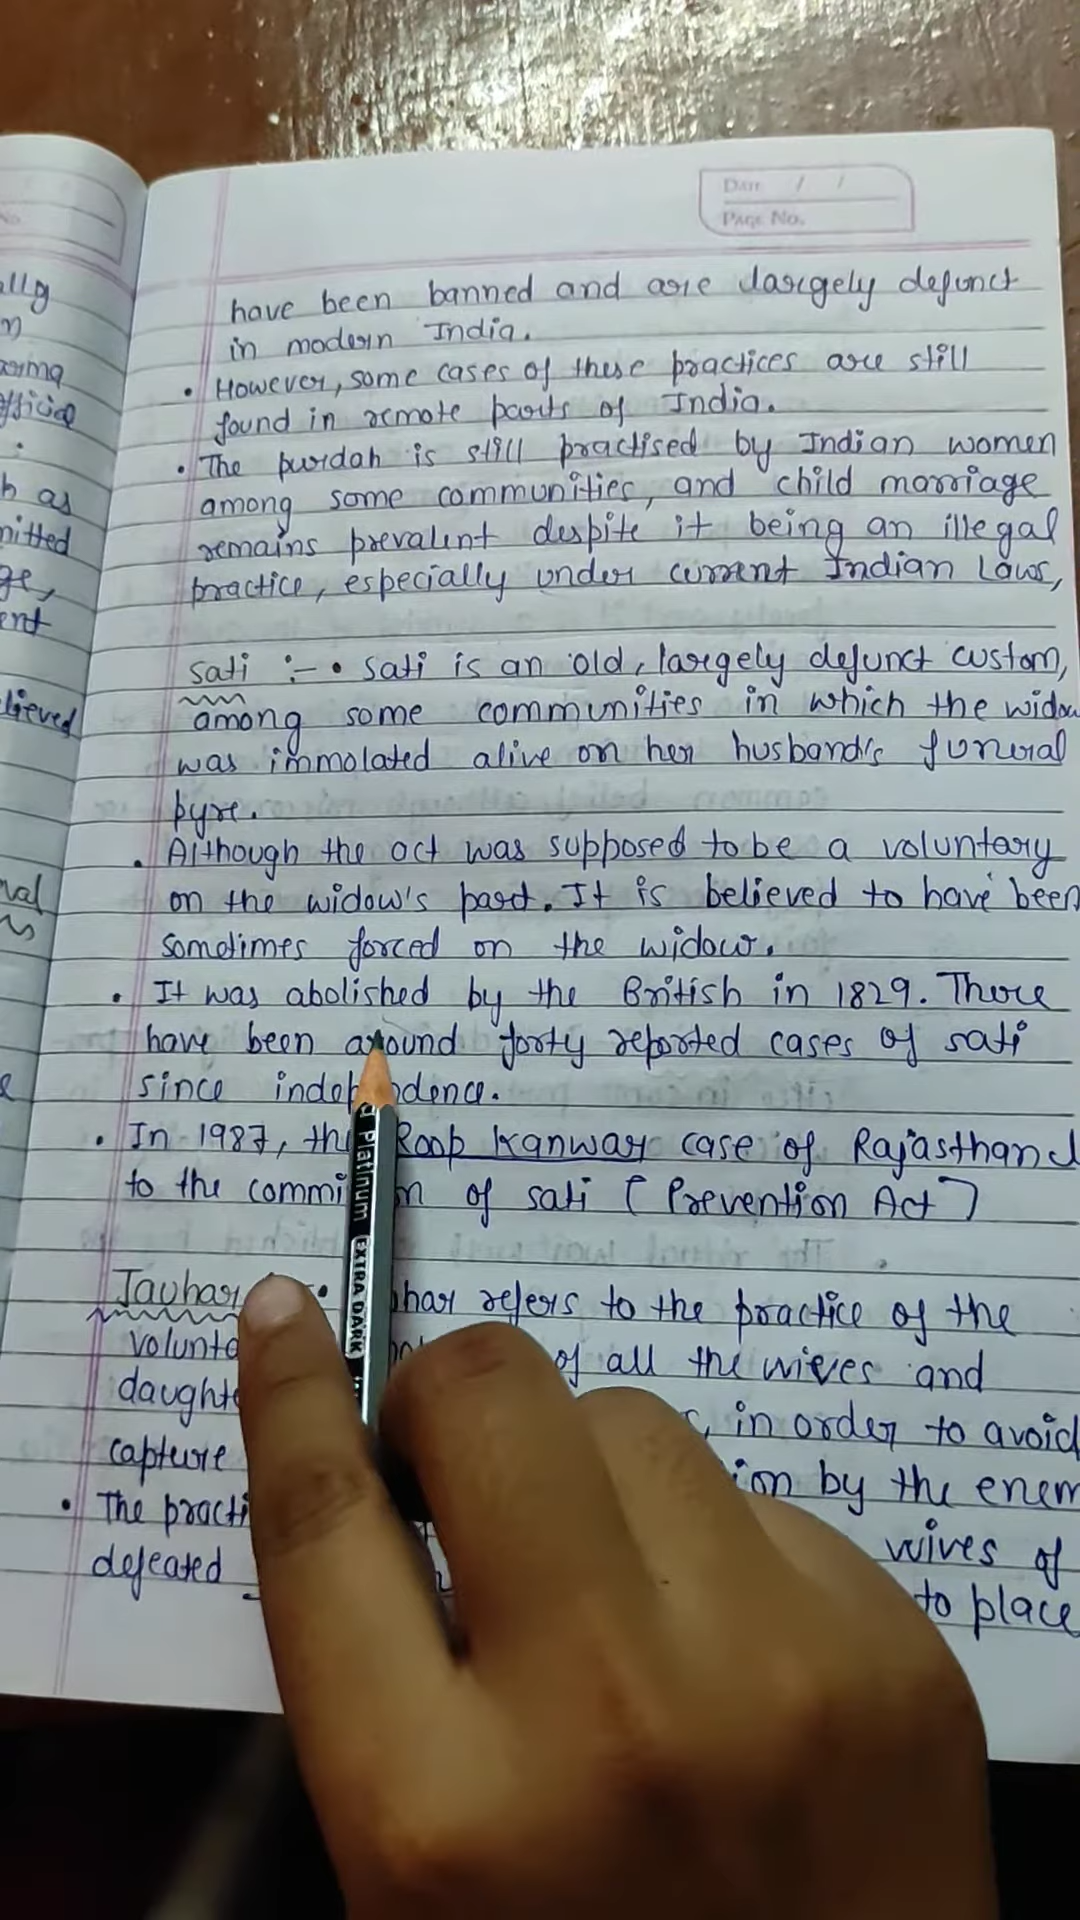 Date / /
Page No.
have been banned and are largely defunct
in modern India.
• However, some cases of these practices are still
found in remote parts of India.
• The purdah is still practised by Indian women
among some communities, and child marriage
remains prevalent despite it being an illegal
practice, especially under current Indian Laws,
Sati :- • Sati is an old, largely defunct custom,
among some communities in which the widow
was immolated alive on her husband's funeral
pyre.
• Although the act was supposed to be a voluntary
on the widow's part. It is believed to have been
sometimes forced on the widow.
• It was abolished by the British in 1829. There
have been around forty reported cases of sati
since independence.
• In 1987, the Roop Kanwar case of Rajasthan
to the of sati [Prevention Act]
Jauhar • refers to the practice of the
of all the wives and
in order to avoid
capture by the
• The wives of
defeated to place
Platinum EXTRA DARK
No.
as